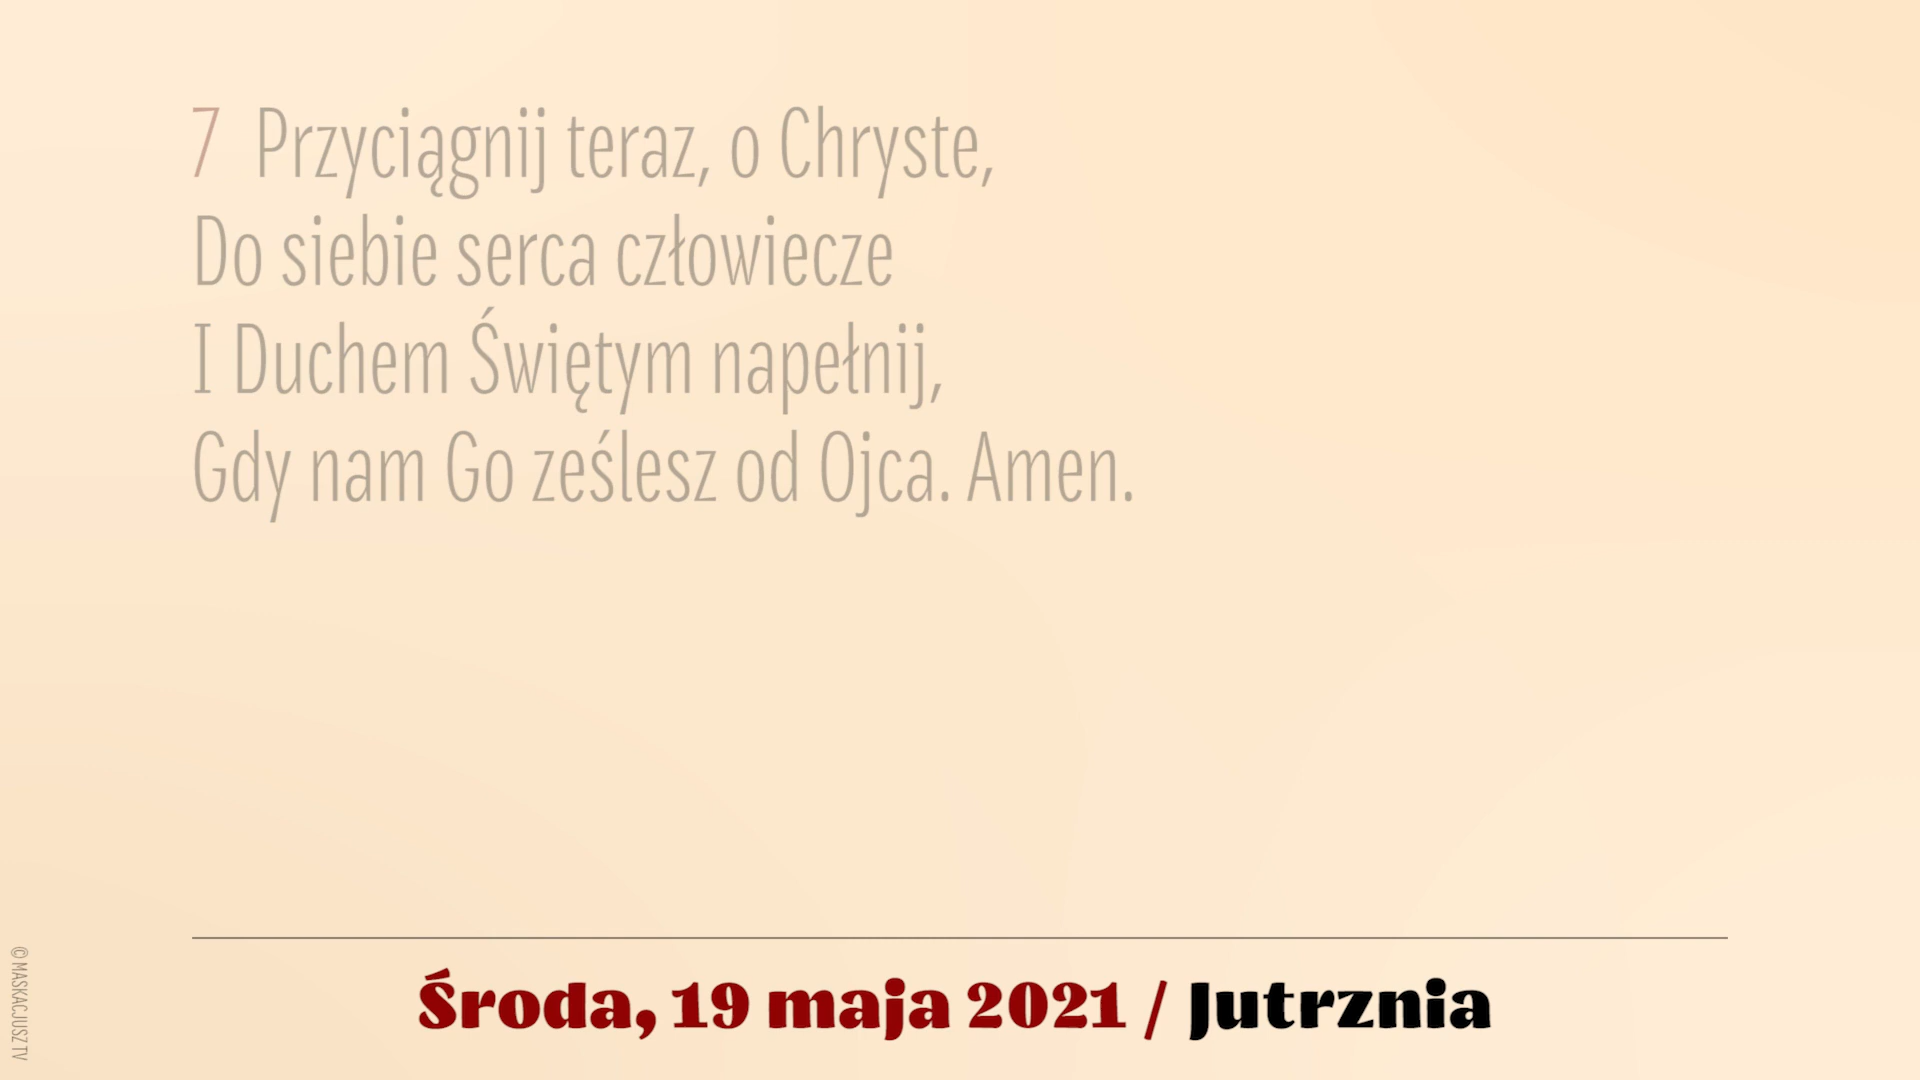 7 Przyciągnij teraz, o Chryste,
Do siebie serca człowiecze
I Duchem Świętym napełnij,
Gdy nam Go ześlesz od Ojca. Amen.
Środa, 19 maja 2021 / Jutrznia
© MASKACJUSZ TV